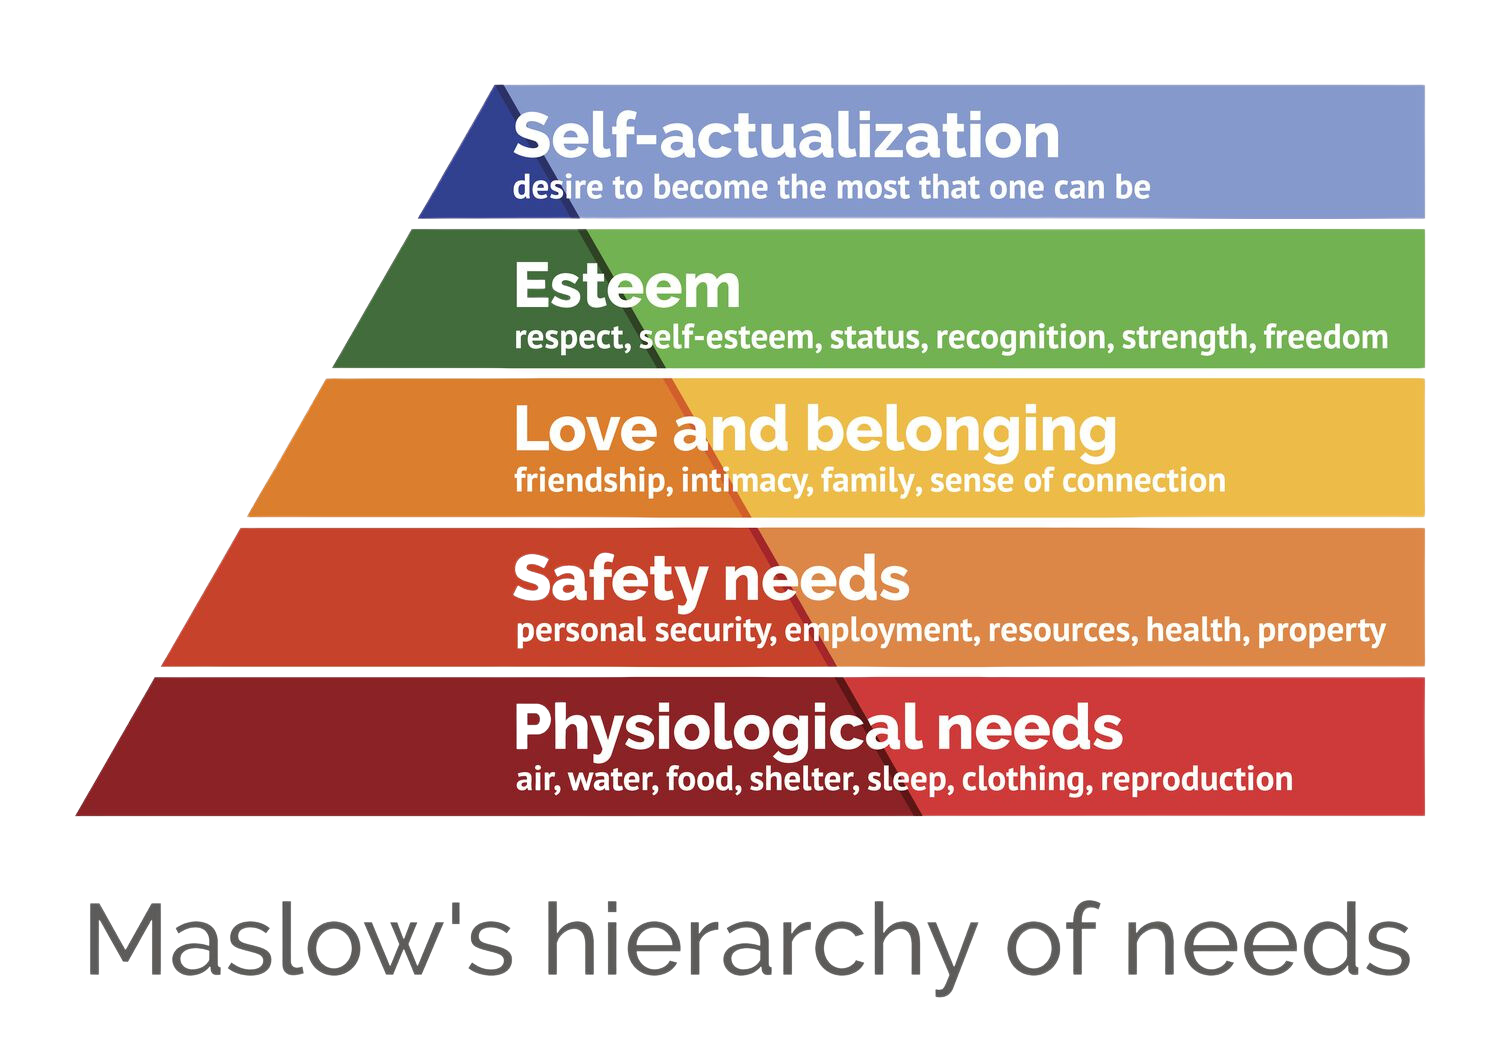 Self-actualization
desire to become the most that one can be
Esteem
respect, self-esteem, status, recognition, strength, freedom
Love and belonging
friendship, intimacy, family, sense of connection
Safety needs
personal security, employment, resources, health, property
Physiological needs
air, water, food, shelter, sleep, clothing, reproduction
Maslow's hierarchy of needs